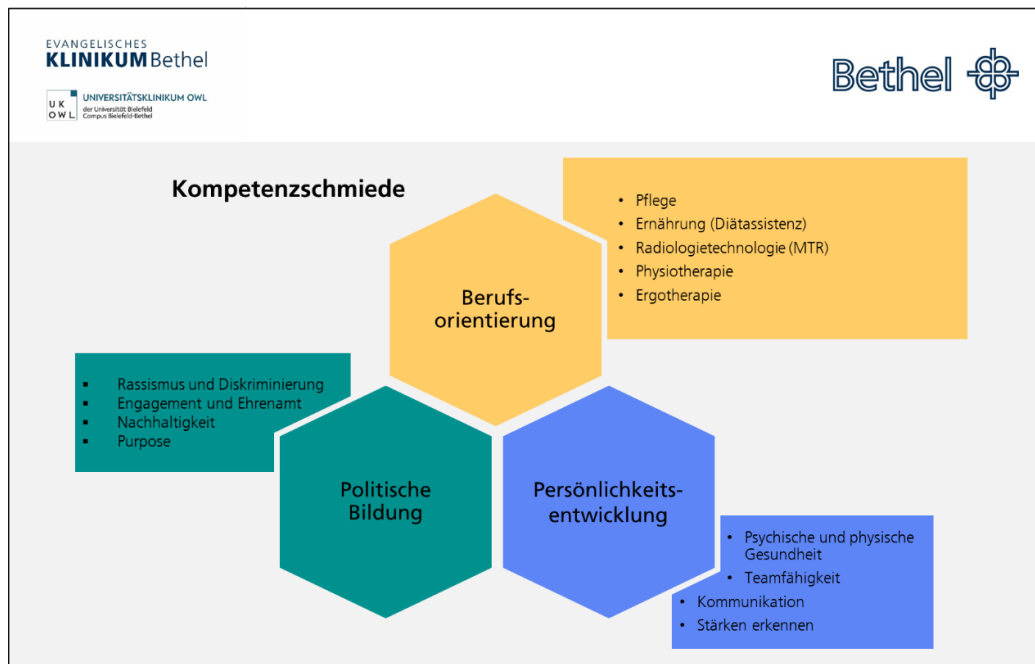 EVANGELISCHES
KLINIKUM Bethel
UK
OWL
UNIVERSITÄTSKLINIKUM OWL
der Universität Bielefeld
Campus Bielefeld-Bethel
Bethel
Kompetenzschmiede
Berufs-
orientierung
• Pflege
• Ernährung (Diätassistenz)
• Radiologietechnologie (MTR)
• Physiotherapie
• Ergotherapie
▪ Rassismus und Diskriminierung
▪ Engagement und Ehrenamt
▪ Nachhaltigkeit
▪ Purpose
Politische
Bildung
Persönlichkeits-
entwicklung
• Psychische und physische
Gesundheit
• Teamfähigkeit
• Kommunikation
• Stärken erkennen